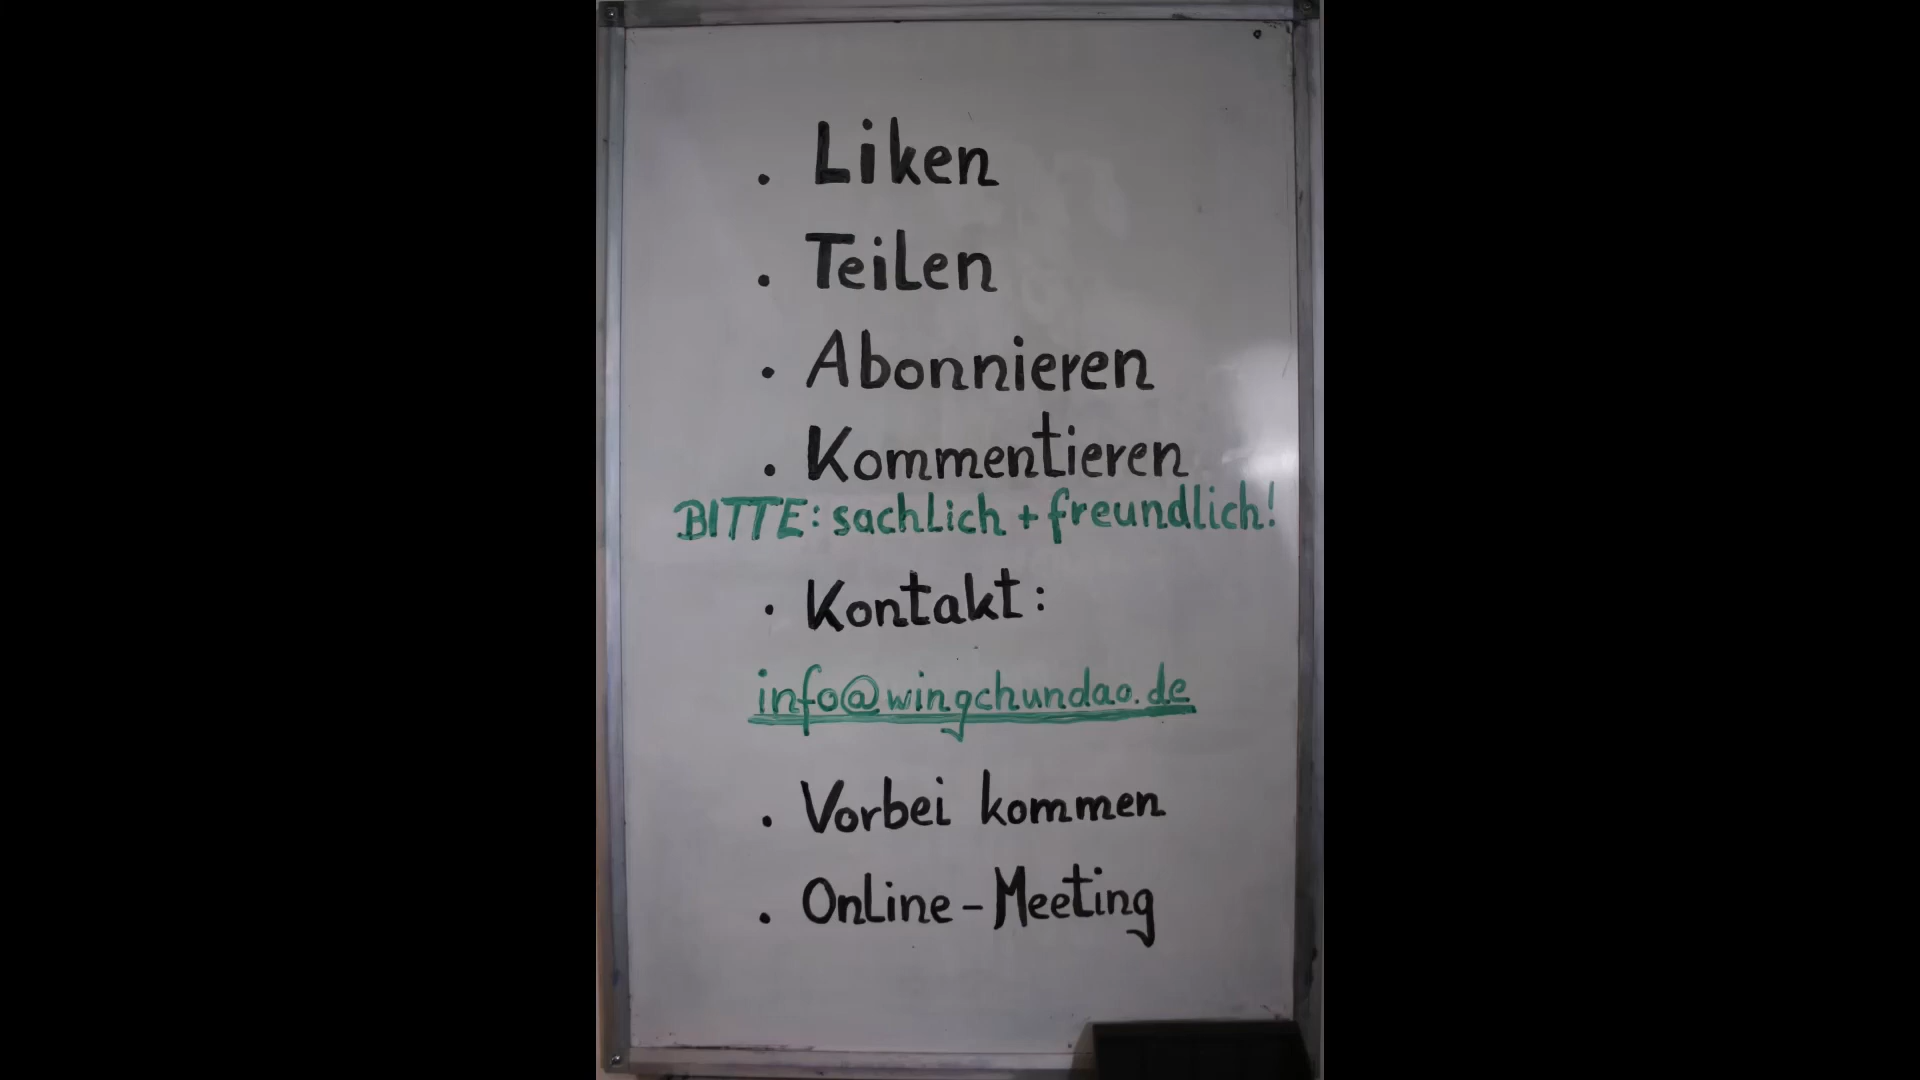 . Liken
. Teilen
. Abonnieren
. Kommentieren
BITTE: sachlich + freundlich!
. Kontakt:
info@wingchundao.de
. Vorbei kommen
. Online-Meeting